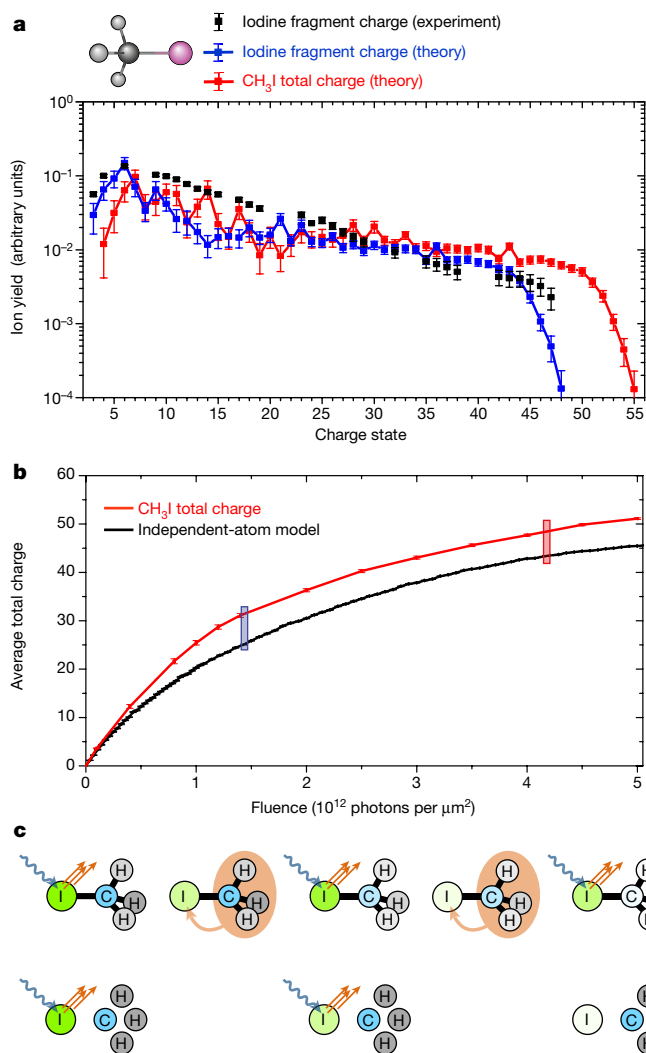 a
Iodine fragment charge (experiment)
Iodine fragment charge (theory)
CH₃I total charge (theory)
10⁰
10⁻¹
10⁻²
10⁻³
10⁻⁴
Ion yield (arbitrary units)
5 10 15 20 25 30 35 40 45 50 55
Charge state
b
60
50
40
30
20
10
0
Average total charge
CH₃I total charge
Independent-atom model
0 1 2 3 4 5
Fluence (10¹² photons per μm²)
c
I C H H H
I C H H H
I C H H H
I C H H H
I C H H
I C H H H
I C H H H
I C H H